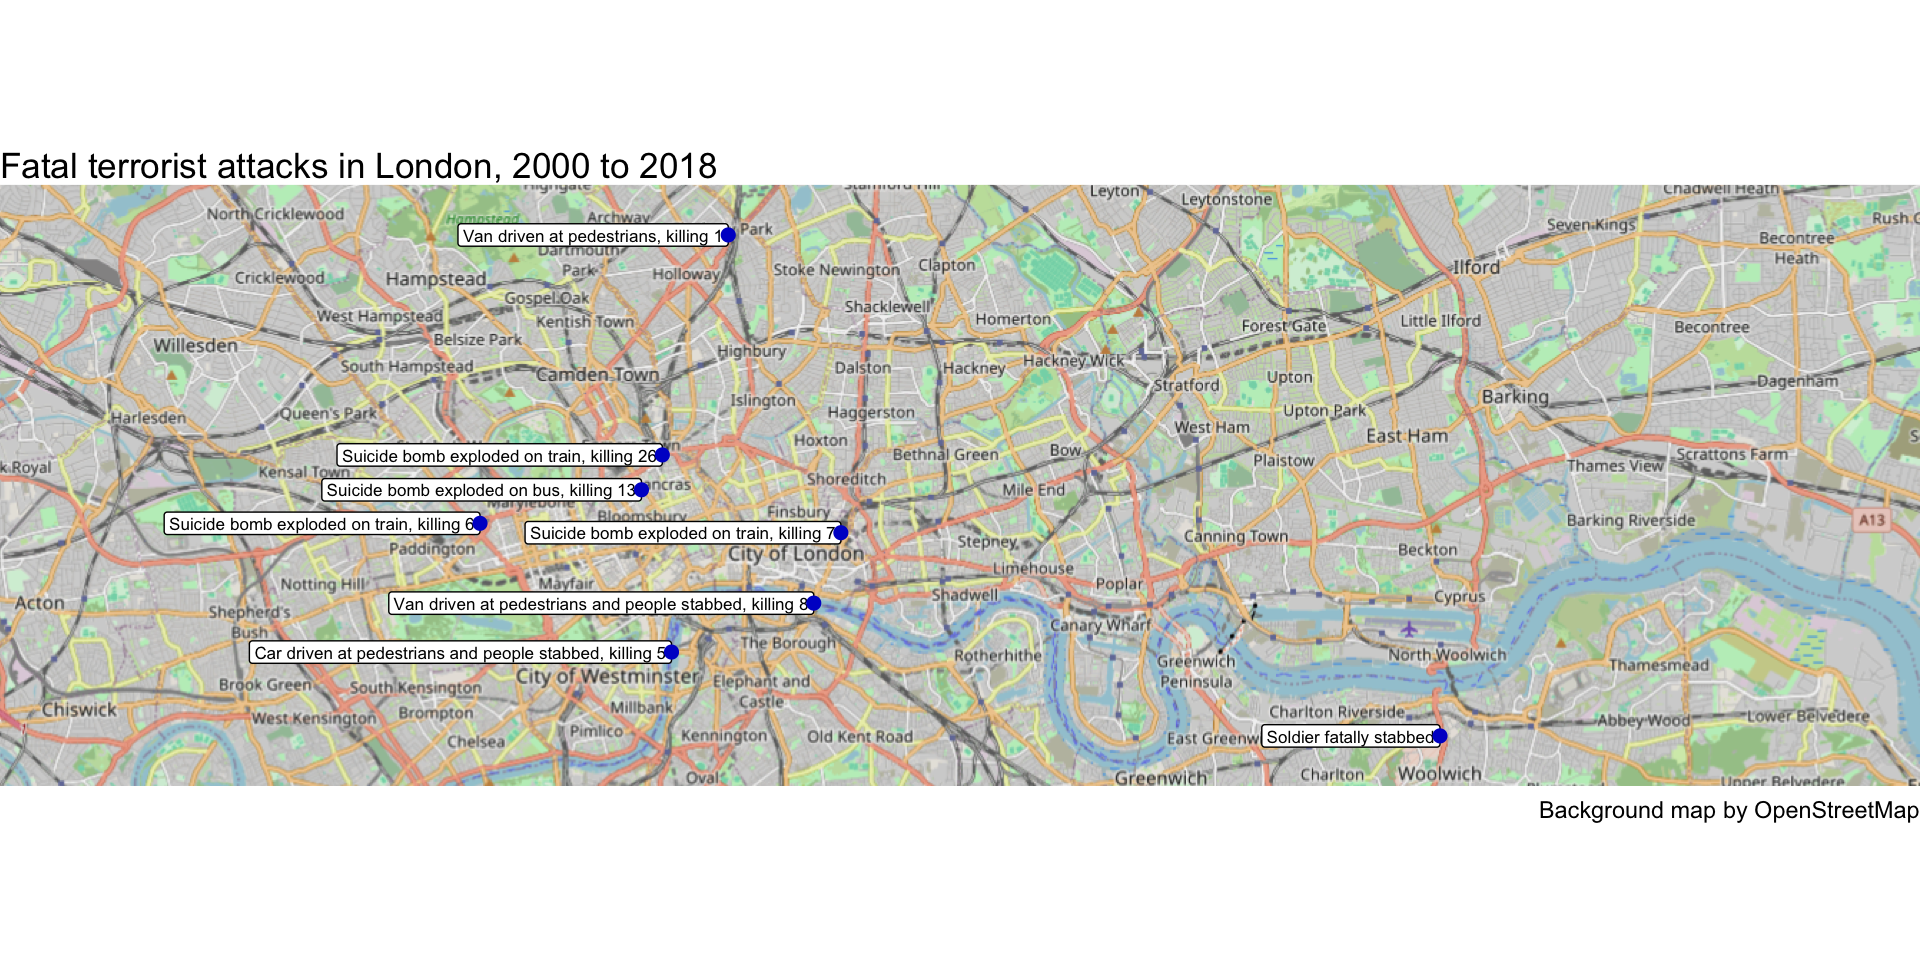 Fatal terrorist attacks in London, 2000 to 2018
Chadwell Heath
Leyton
Leytonstone
North Cricklewood
Hampstead
Archway
Seven Kings
Rush G
Van driven at pedestrians, killing 1
Park
Becontree
Heath
Dartmouth
Park
Cricklewood
Hampstead
Holloway
Stoke Newington
Clapton
Ilford
Gospel Oak
Shacklewell
West Hampstead
Kentish Town
Homerton
Forest Gate
Little Ilford
Becontree
Willesden
Belsize Park
Highbury
South Hampstead
Camden Town
Dalston
Hackney
Hackney Wick
Stratford
Upton
Dagenham
Islington
Barking
Harlesden
Queen's Park
Haggerston
Upton Park
West Ham
East Ham
Hoxton
Suicide bomb exploded on train, killing 26
Bethnal Green
Bow
Scrattons Farm
k Royal
Kensal Town
Plaistow
Thames View
Suicide bomb exploded on bus, killing 13
ancras
Shoreditch
Mile End
Marylebone
Bloomsbury
Finsbury
Barking Riverside
A13
Suicide bomb exploded on train, killing 6
Suicide bomb exploded on train, killing 7
Stepney
Canning Town
Paddington
City of London
Beckton
Notting Hill
Mayfair
Limehouse
Poplar
Acton
Shepherd's
Bush
Van driven at pedestrians and people stabbed, killing 8
Shadwell
Cyprus
Canary Wharf
The Borough
Car driven at pedestrians and people stabbed, killing 5
Rotherhithe
Greenwich
Peninsula
North Woolwich
Thamesmead
Brook Green
South Kensington
City of Westminster
Elephant and
Castle
Chiswick
West Kensington
Brompton
Millbank
Charlton Riverside
Abbey Wood
Lower Belvedere
Chelsea
Pimlico
Kennington
Old Kent Road
East Greenw
Soldier fatally stabbed
Oval
Greenwich
Charlton
Woolwich
Upper Belvedere
Background map by OpenStreetMap